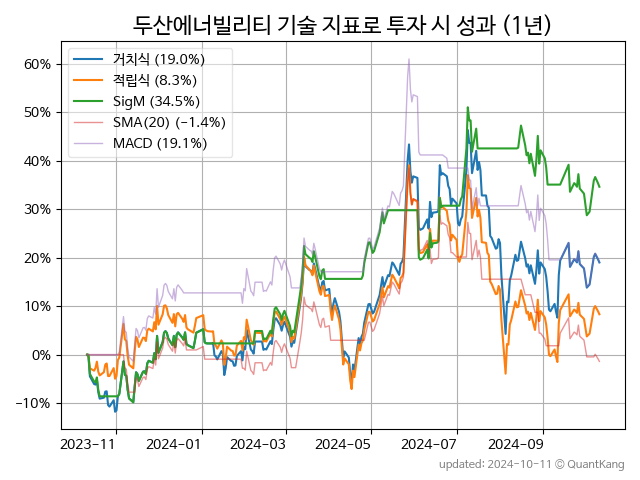 두산에너빌리티 기술 지표로 투자 시 성과 (1년)
거치식 (19.0%)
적립식 (8.3%)
SigM (34.5%)
SMA(20) (−1.4%)
MACD (19.1%)
60%
50%
40%
30%
20%
10%
0%
−10%
2023−11 2024−01 2024−03 2024−05 2024−07 2024−09
updated: 2024-10-11 © QuantKang